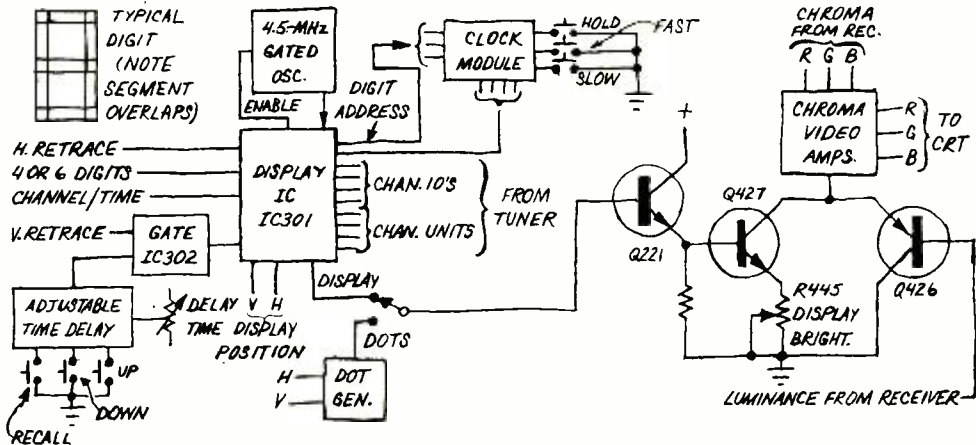 TYPICAL
DIGIT
(NOTE
SEGMENT
OVERLAPS)
4.5-MHz
GATED
OSC.
ENABLE
DIGIT
ADDRESS
CLOCK
MODULE
HOLD
FAST
SLOW
CHROMA
FROM REC.
R G B
CHROMA
VIDEO
AMPS.
R
G
B
TO
CRT
H. RETRACE
4 OR 6 DIGITS
CHANNEL/TIME
V. RETRACE
GATE
IC302
DISPLAY
IC
IC301
CHAN. 10'S
CHAN. UNITS
FROM
TUNER
+
Q221
Q427
Q426
R445
DISPLAY
BRIGHT.
ADJUSTABLE
TIME DELAY
DELAY
TIME
V H
DISPLAY
POSITION
DISPLAY
DOTS
H
V
DOT
GEN.
UP
DOWN
RECALL
LUMINANCE FROM RECEIVER